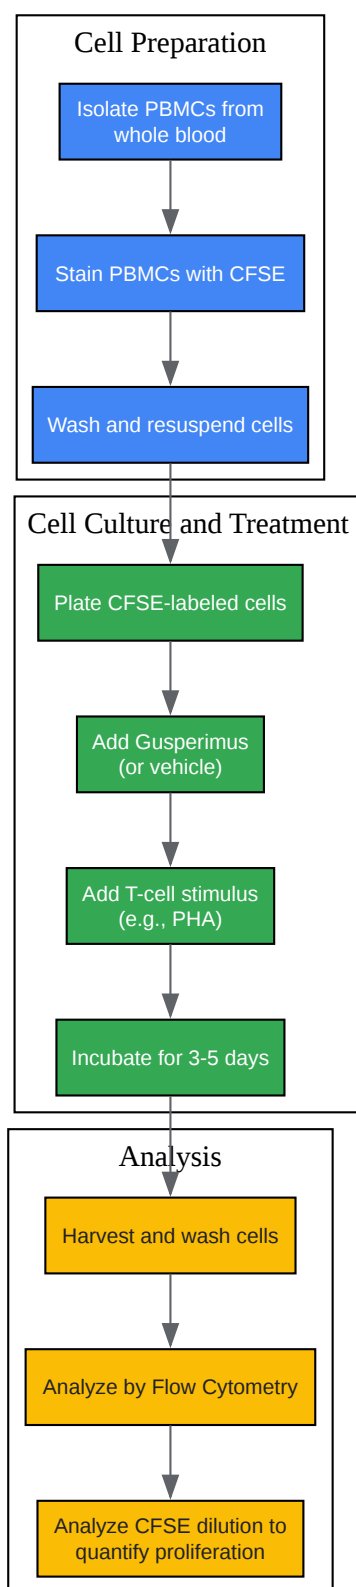 Cell Preparation
Isolate PBMCs from
whole blood
Stain PBMCs with CFSE
Wash and resuspend cells
Cell Culture and Treatment
Plate CFSE-labeled cells
Add Gusperimus
(or vehicle)
Add T-cell stimulus
(e.g., PHA)
Incubate for 3-5 days
Analysis
Harvest and wash cells
Analyze by Flow Cytometry
Analyze CFSE dilution to
quantify proliferation